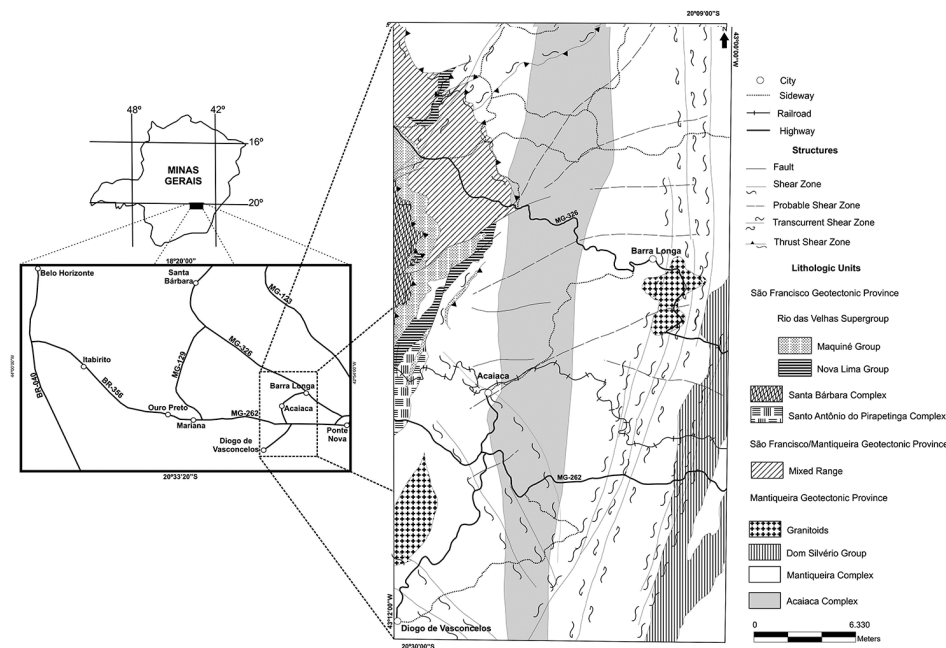 48º
42º
16º
MINAS
GERAIS
20º
18º20'00"
Belo Horizonte
Santa
Bárbara
MG-123
MG-129
MG-326
Itabirito
BR-040
BR-356
Barra Longa
Acaiaca
Ouro Preto
MG-262
Mariana
Ponte
Nova
Diogo de
Vasconcelos
20º33'20"S
20º09'00"S
43º00'00"W
MG-326
Barra Longa
Acaiaca
MG-262
43º12'00"W
Diogo de Vasconcelos
20º30'00"S
City
Sideway
Railroad
Highway
Structures
Fault
Shear Zone
Probable Shear Zone
Transcurrent Shear Zone
Thrust Shear Zone
Lithologic Units
São Francisco Geotectonic Province
Rio das Velhas Supergroup
Maquiné Group
Nova Lima Group
Santa Bárbara Complex
Santo Antônio do Pirapetinga Complex
São Francisco/Mantiqueira Geotectonic Province
Mixed Range
Mantiqueira Geotectonic Province
Granitoids
Dom Silvério Group
Mantiqueira Complex
Acaiaca Complex
0 6.330
Meters